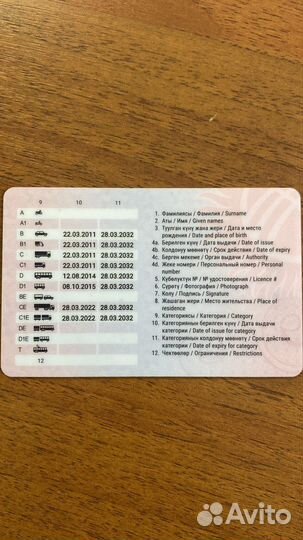 9 10 11
A
A1
B 22.03.2011 28.03.2032
B1 22.03.2011 28.03.2032
C 22.03.2011 28.03.2032
C1 22.03.2011 28.03.2032
D 12.08.2014 28.03.2032
D1 08.10.2015 28.03.2032
BE
CE 28.03.2022 28.03.2032
C1E 28.03.2022 28.03.2032
DE
D1E
T
12
1. Фамилиясы / Фамилия / Surname
2. Аты / Имя / Given names
3. Туулган күнү жана жери / Дата и место
рождения / Date and place of birth
4a. Берилген күнү / Дата выдачи / Date of issue
4b. Колдонуу мөөнөтү / Срок действия / Date of expiry
4c. Берген мекеме / Орган выдачи / Authority
4d. Жеке номери / Персональный номер / Personal
number
5. Күбөлүктүн № / № удостоверения / Licence #
6. Сүрөтү / Фотография / Photograph
7. Колу / Подпись / Signature
8. Жашаган жери / Место жительства / Place of
residence
9. Категориясы / Категория / Category
10. Категориянын берилген күнү / Дата выдачи
категории / Date of issue for category
11. Категориянын колдонуу мөөнөтү / Срок действия
категории / Date of expiry for category
12. Чектөөлөр / Ограничения / Restrictions
Avito